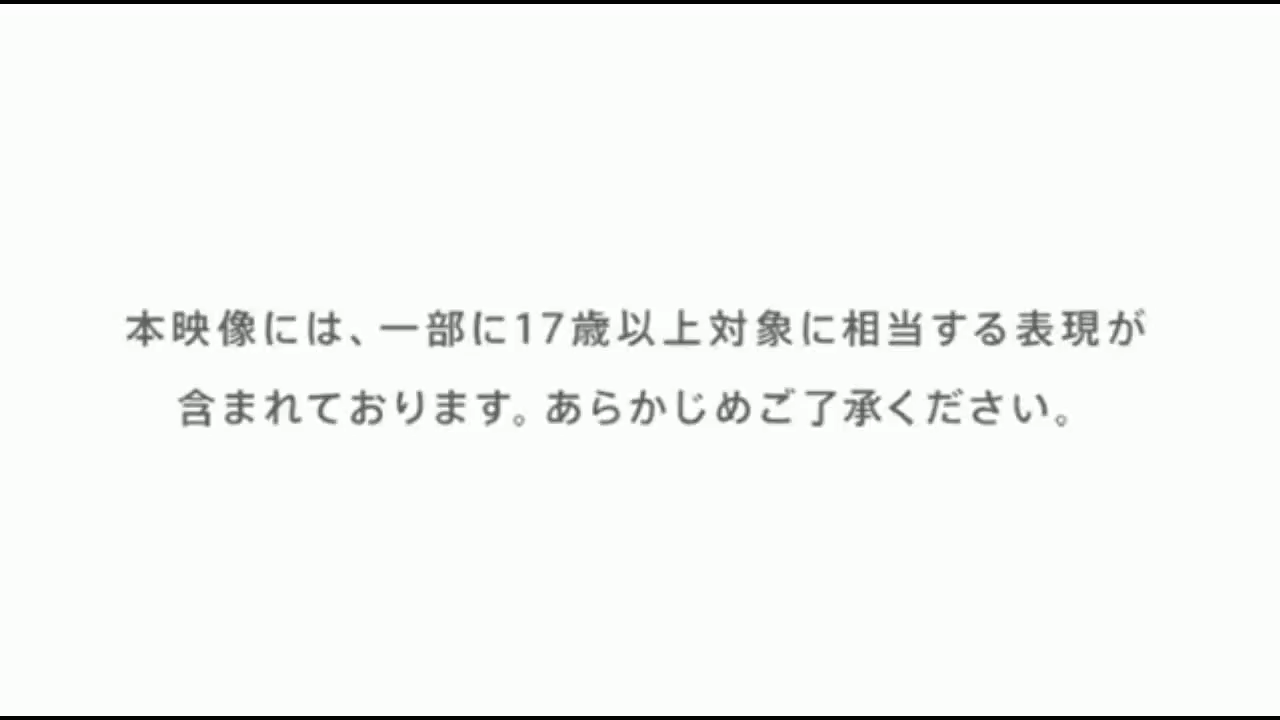 本映像には、一部に17歳以上対象に相当する表現が
含まれております。あらかじめご了承ください。